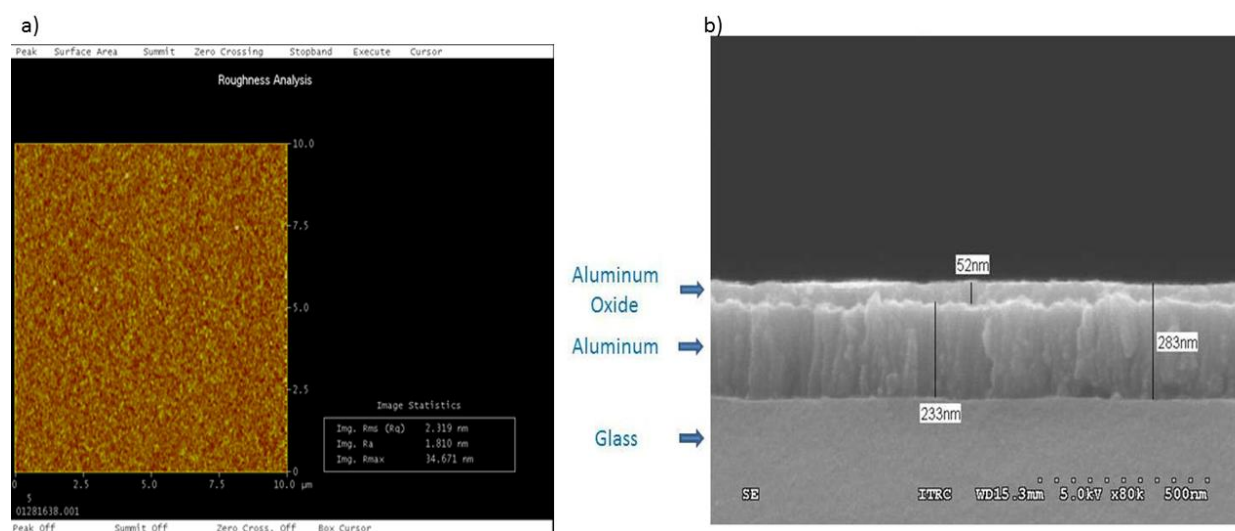 a)
Peak Surface Area Summit Zero Crossing Stopband Execute Cursor
Roughness Analysis
10.0
7.5
5.0
2.5
0
0 2.5 5.0 7.5 10.0 µm
Image Statistics
Img. Rms (Rq) 2.319 nm
Img. Ra 1.810 nm
Img. Rmax 34.671 nm
5
01281638.001
Peak Off Summit Off Zero Cross. Off Box Cursor
b)
Aluminum
Oxide
Aluminum
Glass
52nm
283nm
233nm
SE ITRC WD15.3mm 5.0kV x80k 500nm